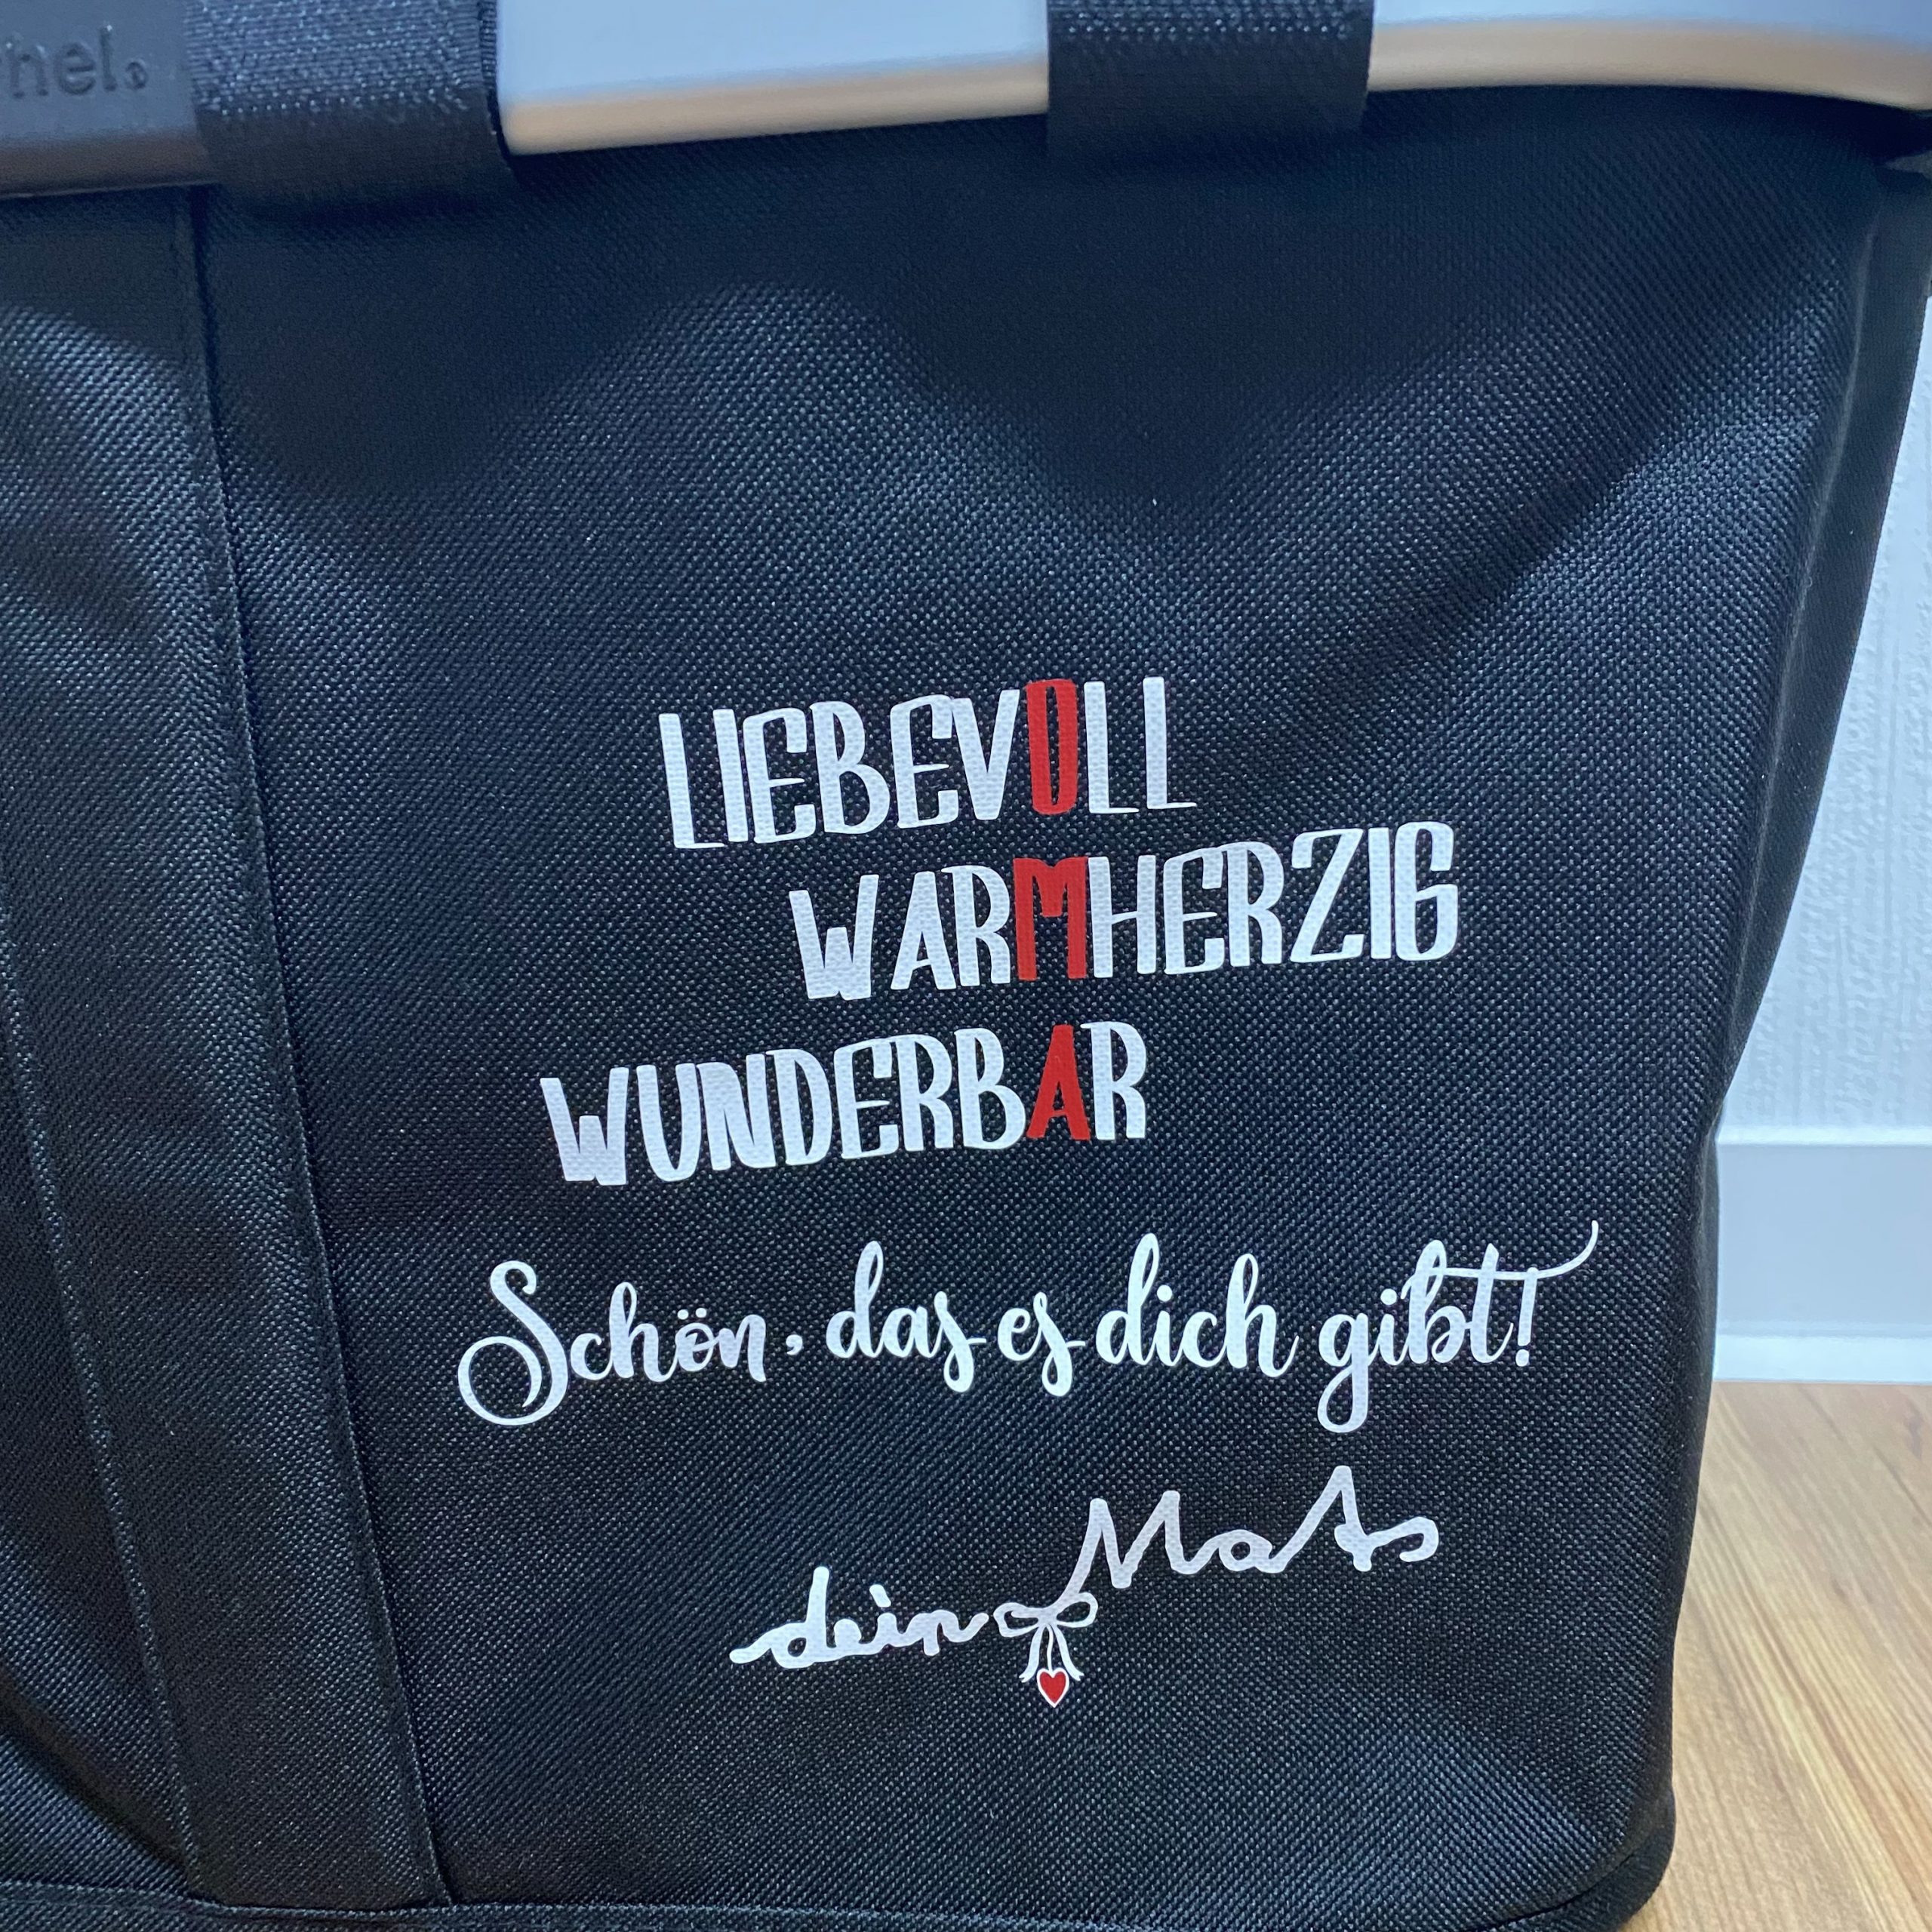 LIEBEVOLL
WARMHERZIG
WUNDERBAR
Schön, das es dich gibt!
dein Mats